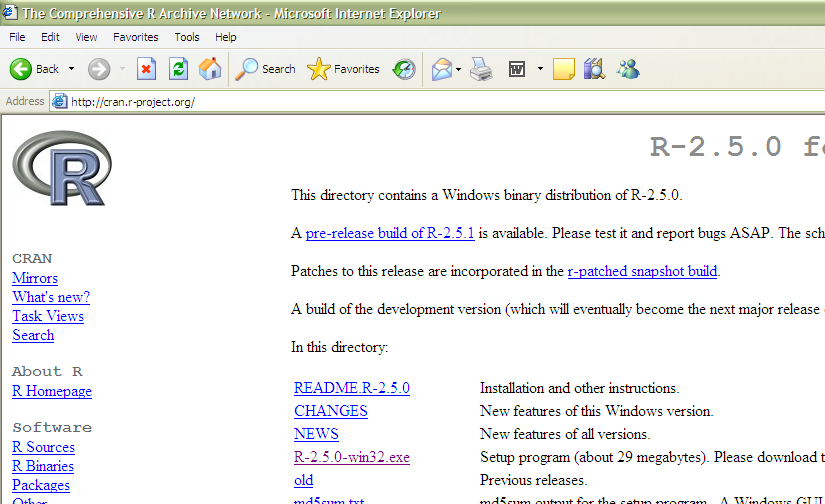 The Comprehensive R Archive Network - Microsoft Internet Explorer
File Edit View Favorites Tools Help
Back Search Favorites
Address http://cran.r-project.org/
R
R-2.5.0 fo
This directory contains a Windows binary distribution of R-2.5.0.
A pre-release build of R-2.5.1 is available. Please test it and report bugs ASAP. The sch
Patches to this release are incorporated in the r-patched snapshot build.
A build of the development version (which will eventually become the next major release
In this directory:
README.R-2.5.0 Installation and other instructions.
CHANGES New features of this Windows version.
NEWS New features of all versions.
R-2.5.0-win32.exe Setup program (about 29 megabytes). Please download t
old Previous releases.
md5sum.txt md5sum output for the setup program. A Windows GUI
CRAN
Mirrors
What's new?
Task Views
Search
About R
R Homepage
Software
R Sources
R Binaries
Packages
Other